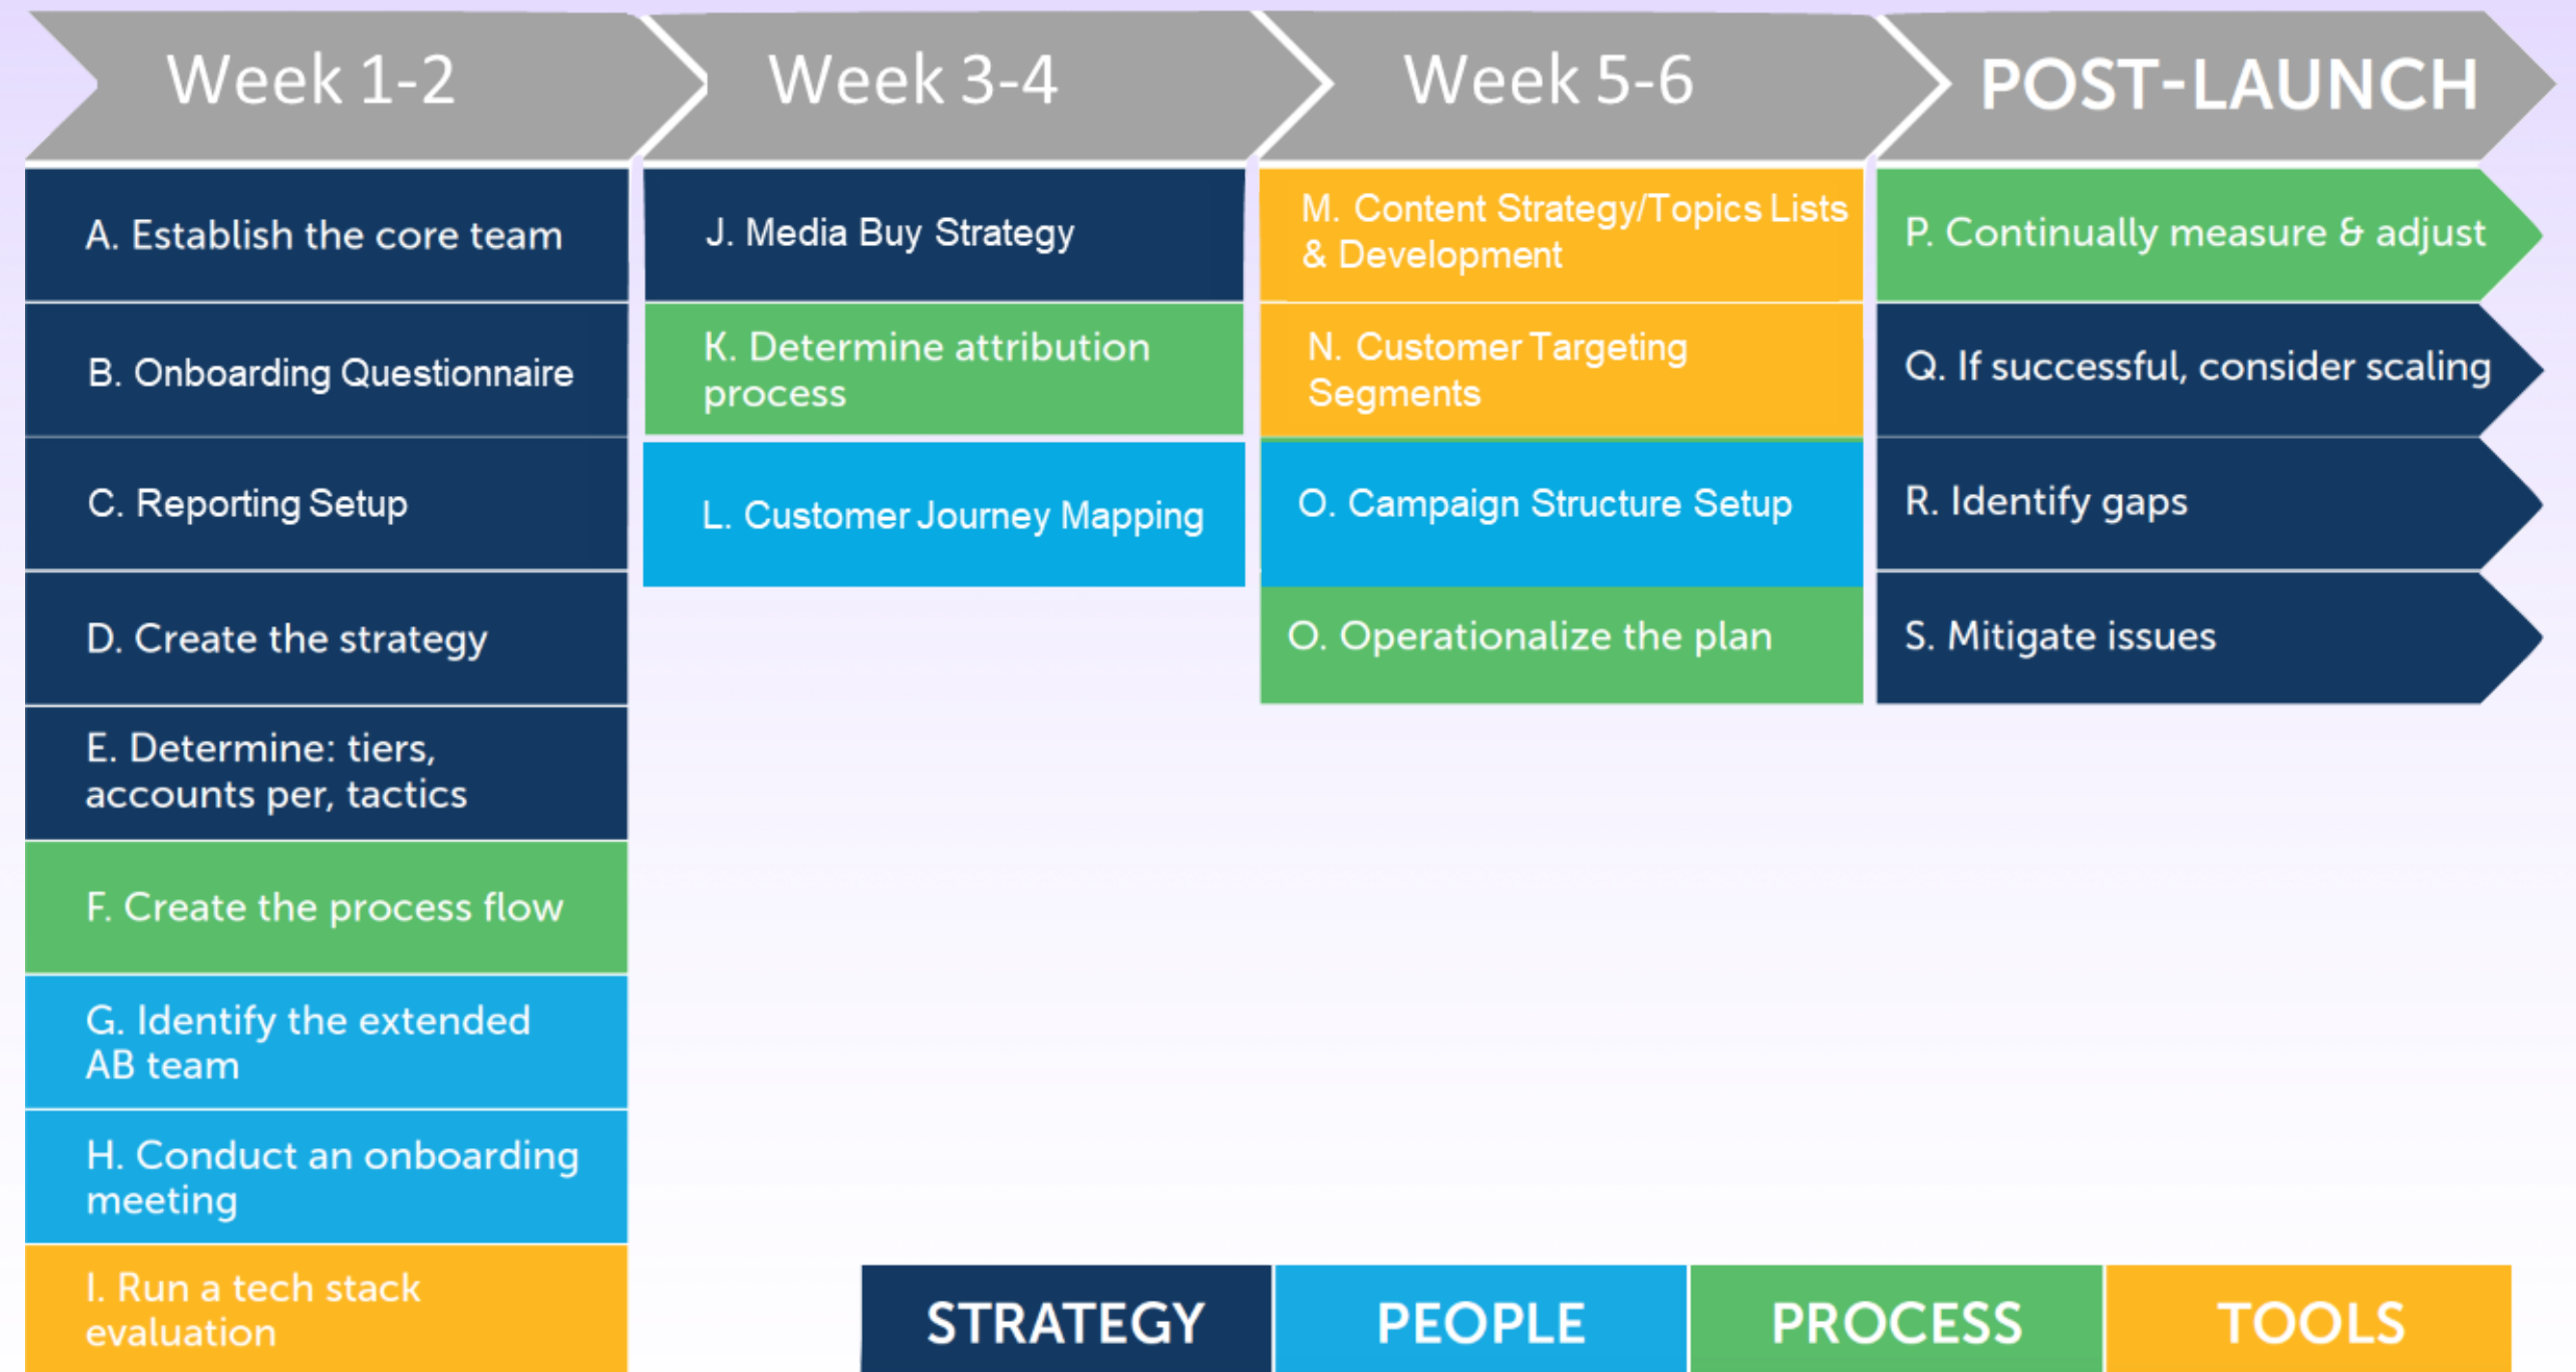 Week 1-2
Week 3-4
Week 5-6
POST-LAUNCH
A. Establish the core team
B. Onboarding Questionnaire
C. Reporting Setup
D. Create the strategy
E. Determine: tiers,
accounts per, tactics
F. Create the process flow
G. Identify the extended
AB team
H. Conduct an onboarding
meeting
I. Run a tech stack
evaluation
J. Media Buy Strategy
K. Determine attribution
process
L. Customer Journey Mapping
M. Content Strategy/Topics Lists
& Development
N. Customer Targeting
Segments
O. Campaign Structure Setup
O. Operationalize the plan
P. Continually measure & adjust
Q. If successful, consider scaling
R. Identify gaps
S. Mitigate issues
STRATEGY
PEOPLE
PROCESS
TOOLS